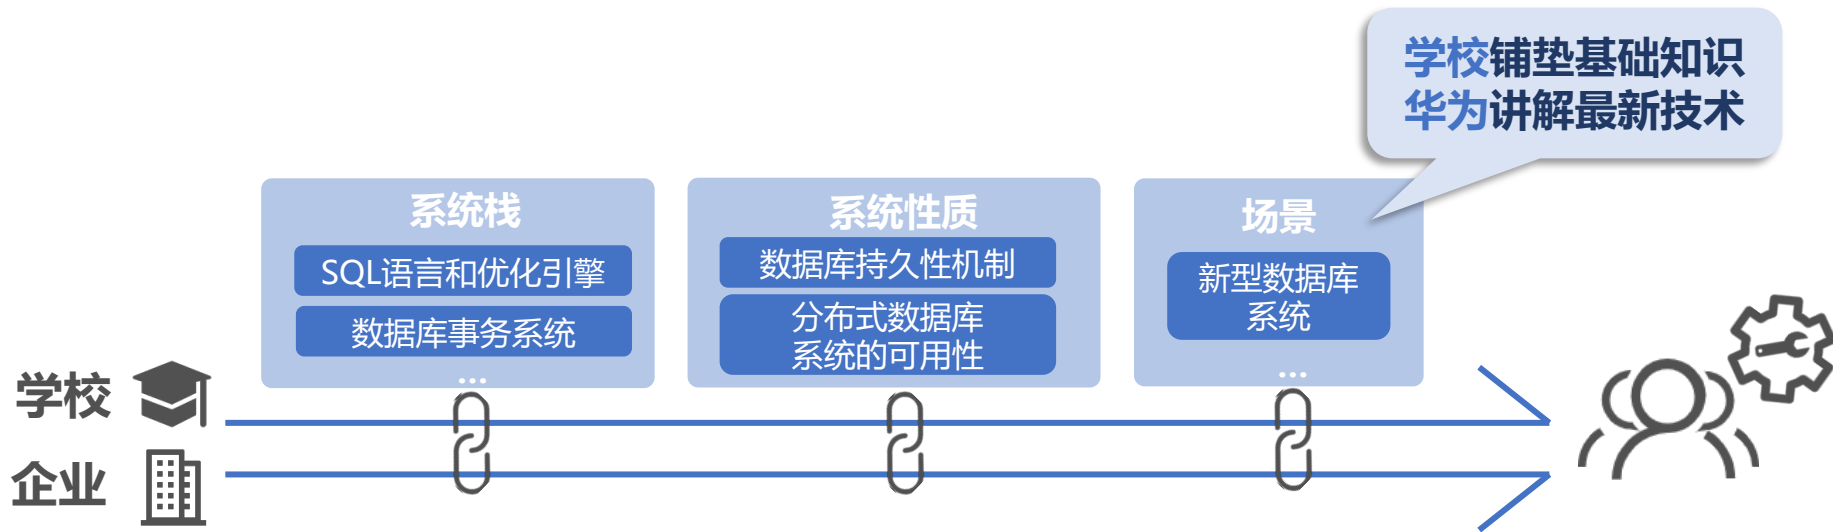 学校铺垫基础知识
华为讲解最新技术
系统栈
SQL语言和优化引擎
数据库事务系统
...
系统性质
数据库持久性机制
分布式数据库
系统的可用性
场景
新型数据库
系统
...
学校
企业